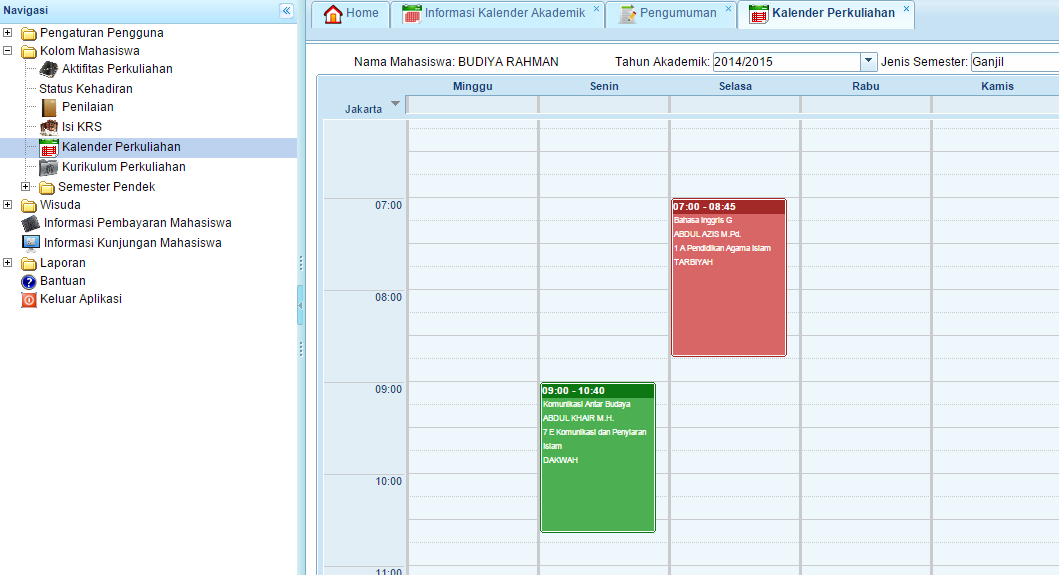 Navigasi
Pengaturan Pengguna
Kolom Mahasiswa
Aktifitas Perkuliahan
Status Kehadiran
Penilaian
Isi KRS
Kalender Perkuliahan
Kurikulum Perkuliahan
Semester Pendek
Wisuda
Informasi Pembayaran Mahasiswa
Informasi Kunjungan Mahasiswa
Laporan
Bantuan
Keluar Aplikasi
Home Informasi Kalender Akademik Pengumuman Kalender Perkuliahan
Nama Mahasiswa: BUDIYA RAHMAN Tahun Akademik: 2014/2015 Jenis Semester: Ganjil
Minggu Senin Selasa Rabu Kamis
Jakarta
07:00
08:00
09:00
10:00
11:00
07:00 - 08:45
Bahasa Inggris G
ABDUL AZIS M.Pd.
1 A Pendidikan Agama Islam
TARBIYAH
09:00 - 10:40
Komunikasi Antar Budaya
ABDUL KHAIR M.H.
7 E Komunikasi dan Penyiaran
Islam
DAKWAH